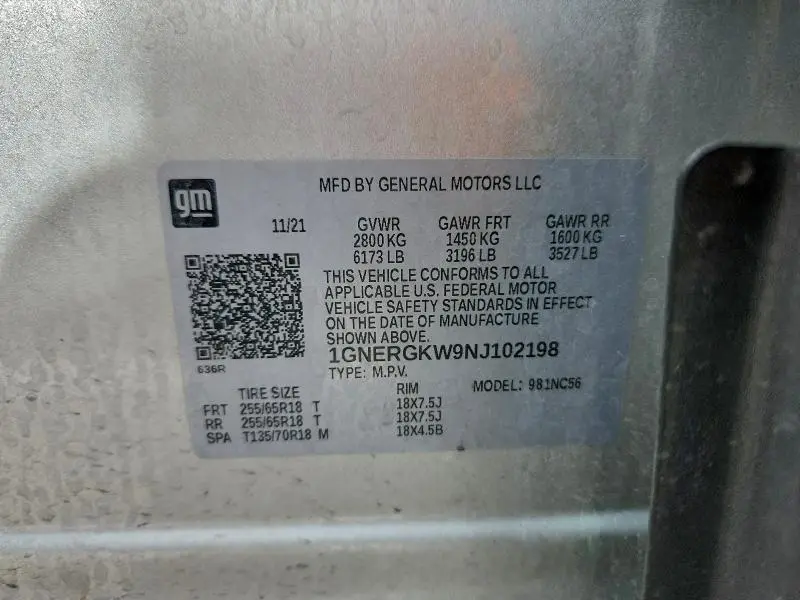 gm
MFD BY GENERAL MOTORS LLC
11/21 GVWR GAWR FRT GAWR RR
2800 KG 1450 KG 1600 KG
6173 LB 3196 LB 3527 LB
THIS VEHICLE CONFORMS TO ALL
APPLICABLE U.S. FEDERAL MOTOR
VEHICLE SAFETY STANDARDS IN EFFECT
ON THE DATE OF MANUFACTURE
SHOWN ABOVE.
636R
1GNERGKW9NJ102198
TYPE: M.P.V. MODEL: 981NC56
TIRE SIZE RIM
FRT 255/65R18 T 18X7.5J
RR 255/65R18 T 18X7.5J
SPA T135/70R18 M 18X4.5B